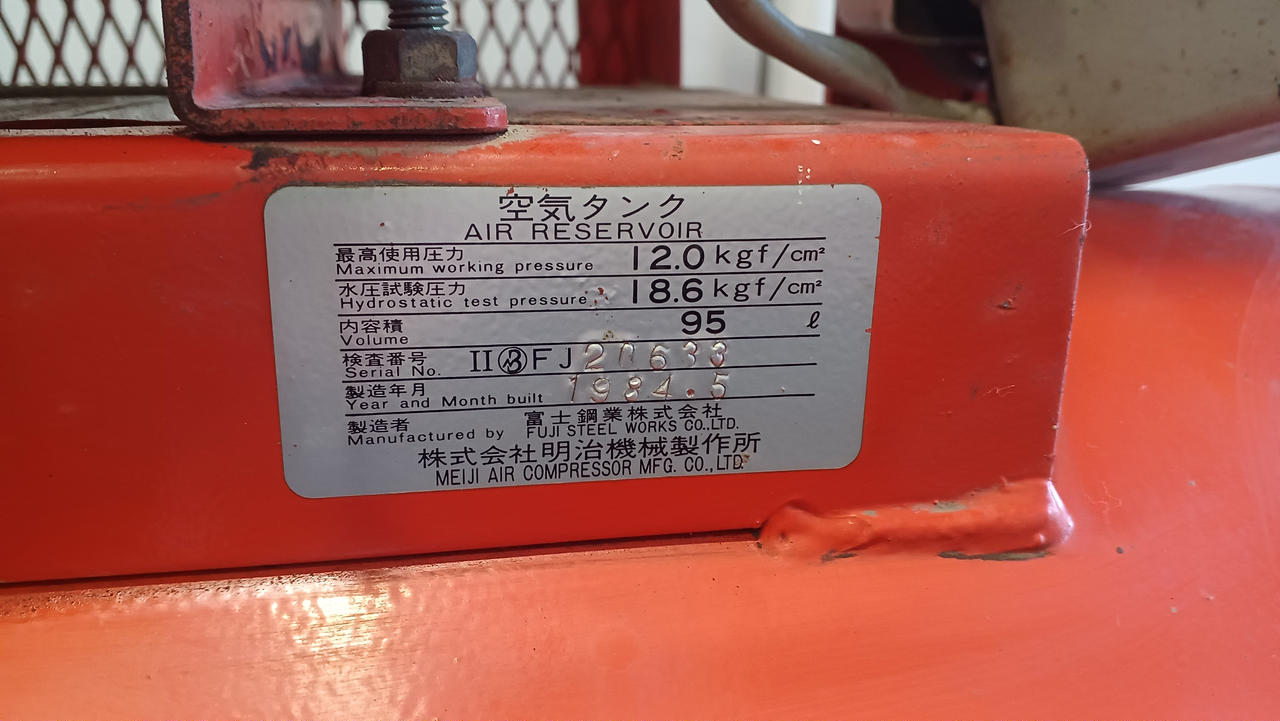 空気タンク
AIR RESERVOIR
最高使用圧力
Maximum working pressure 12.0 kgf/cm²
水圧試験圧力
Hydrostatic test pressure 18.6 kgf/cm²
内容積
Volume 95 ℓ
検査番号
Serial No. II FJ 20633
製造年月
Year and Month built 1984.5
製造者 富士鋼業株式会社
Manufactured by FUJI STEEL WORKS CO.,LTD.
株式会社明治機械製作所
MEIJI AIR COMPRESSOR MFG. CO.,LTD.